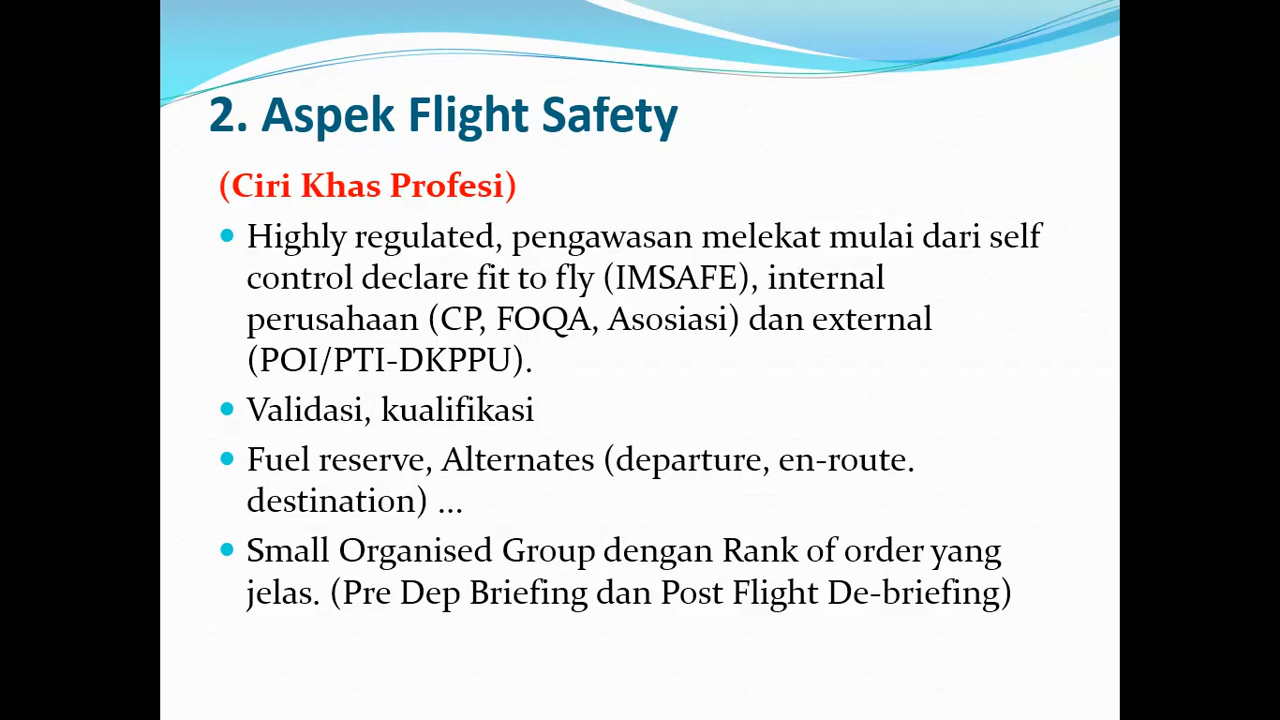 2. Aspek Flight Safety
(Ciri Khas Profesi)
• Highly regulated, pengawasan melekat mulai dari self
control declare fit to fly (IMSAFE), internal
perusahaan (CP, FOQA, Asosiasi) dan external
(POI/PTI-DKPPU).
• Validasi, kualifikasi
• Fuel reserve, Alternates (departure, en-route.
destination) ...
• Small Organised Group dengan Rank of order yang
jelas. (Pre Dep Briefing dan Post Flight De-briefing)